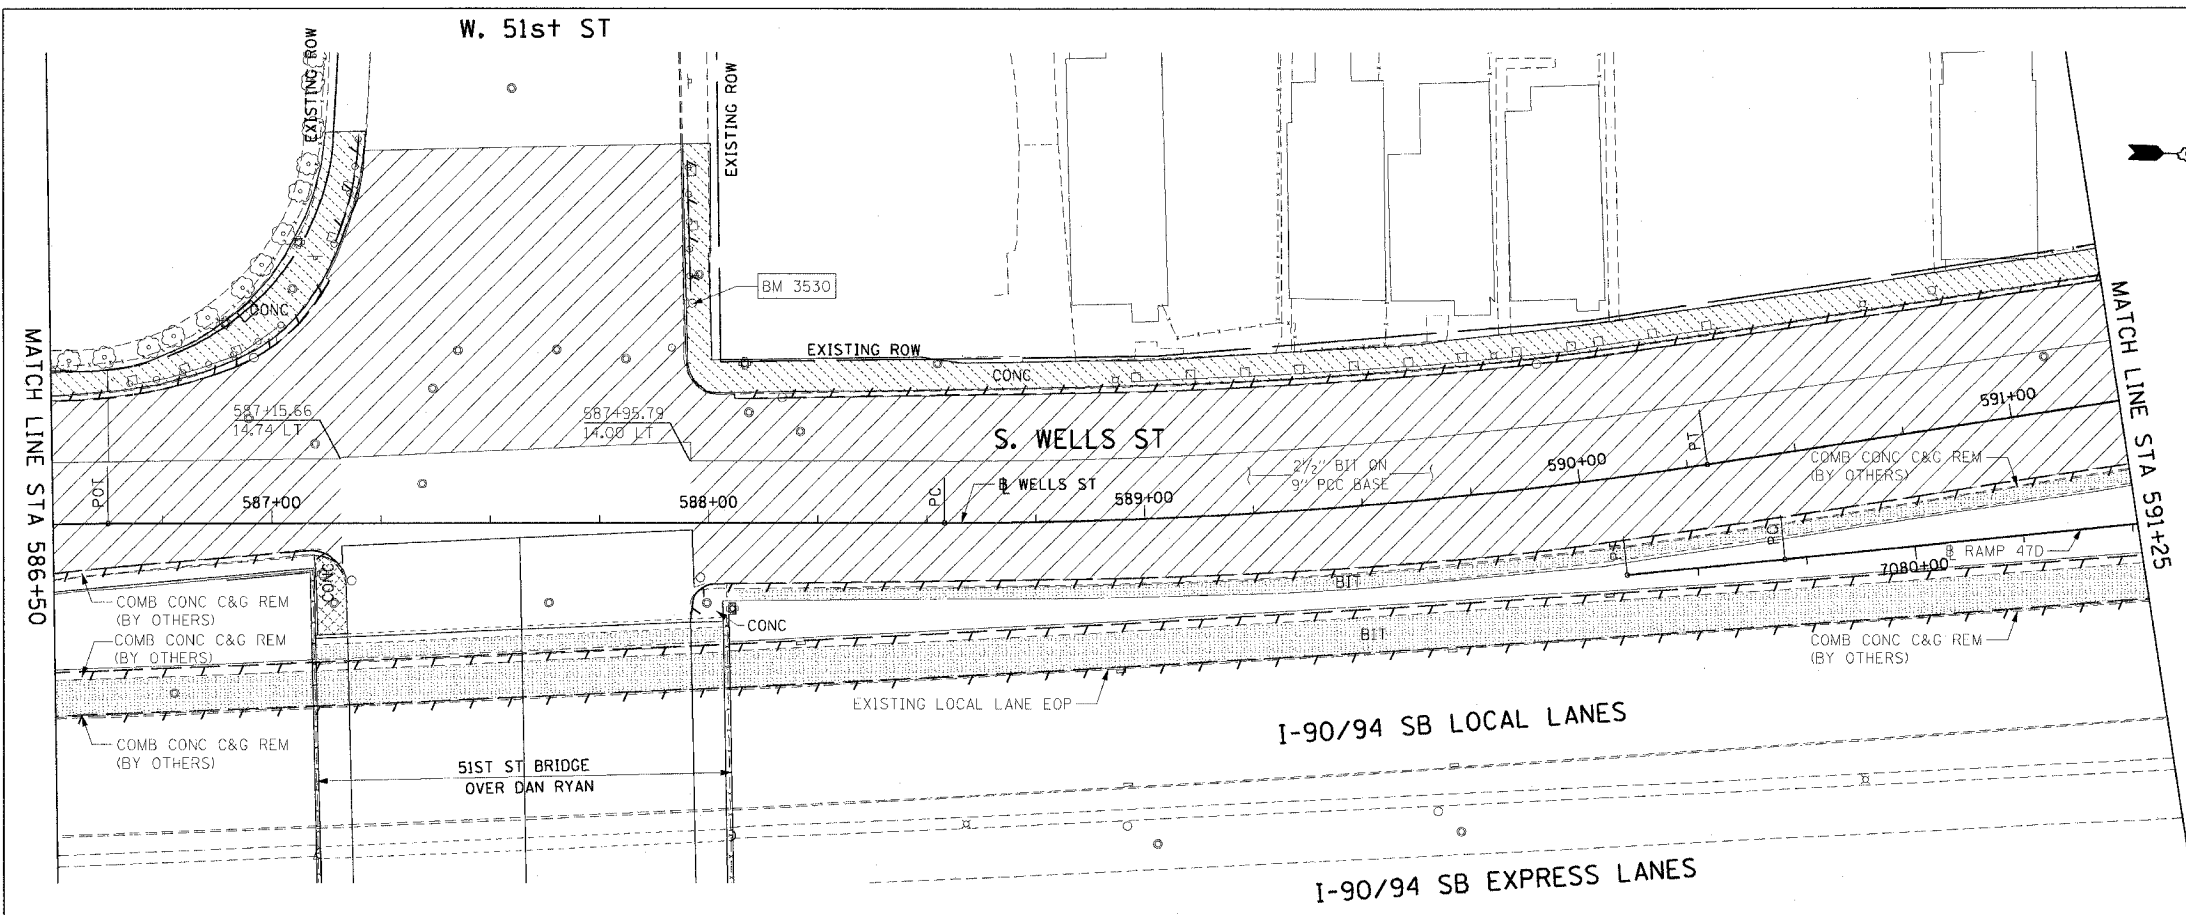 W. 51st ST
EXISTING ROW
EXISTING ROW
BM 3530
CONC
EXISTING ROW
CONC
MATCH LINE STA 586+50
MATCH LINE STA 591+25
587+15.66
14.74 LT
587+95.79
14.00 LT
S. WELLS ST
2½" BIT ON
9" PCC BASE
POT
587+00
588+00
PC
B WELLS ST
589+00
590+00
PT
591+00
COMB CONC C&G REM
(BY OTHERS)
B RAMP 47D
7080+00
BIT
CONC
CONC
COMB CONC C&G REM
(BY OTHERS)
COMB CONC C&G REM
(BY OTHERS)
COMB CONC C&G REM
(BY OTHERS)
BIT
COMB CONC C&G REM
(BY OTHERS)
EXISTING LOCAL LANE EOP
I-90/94 SB LOCAL LANES
51ST ST BRIDGE
OVER DAN RYAN
I-90/94 SB EXPRESS LANES